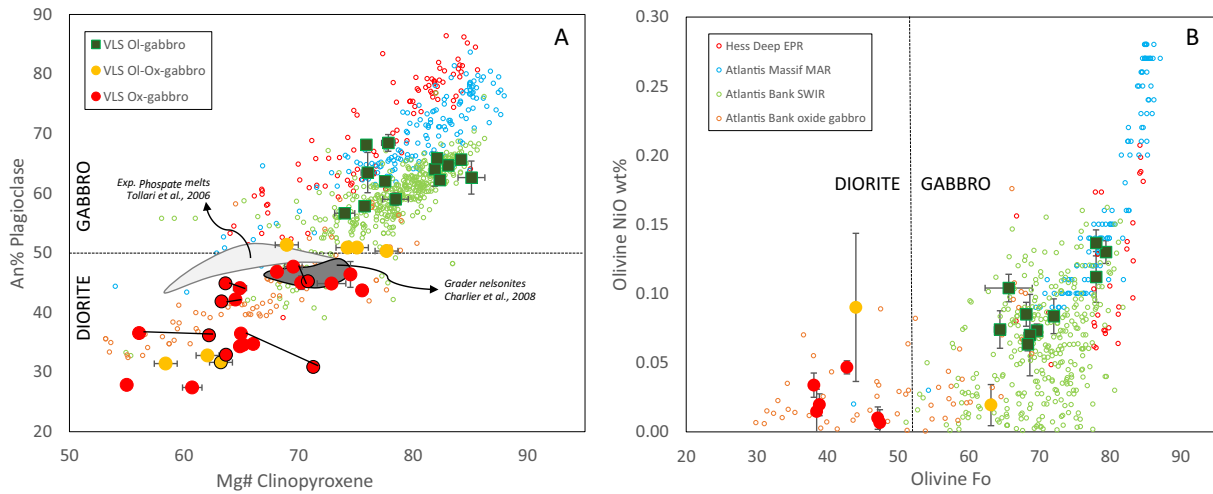 A
VLS Ol-gabbro
VLS Ol-Ox-gabbro
VLS Ox-gabbro
90
80
70
60
50
40
30
20
An% Plagioclase
GABBRO
DIORITE
Exp. Phospate melts
Tollari et al., 2006
Grader nelsonites
Charlier et al., 2008
50
60
70
80
90
Mg# Clinopyroxene
B
Hess Deep EPR
Atlantis Massif MAR
Atlantis Bank SWIR
Atlantis Bank oxide gabbro
0.30
0.25
0.20
0.15
0.10
0.05
0.00
Olivine NiO wt%
DIORITE
GABBRO
20
30
40
50
60
70
80
90
Olivine Fo